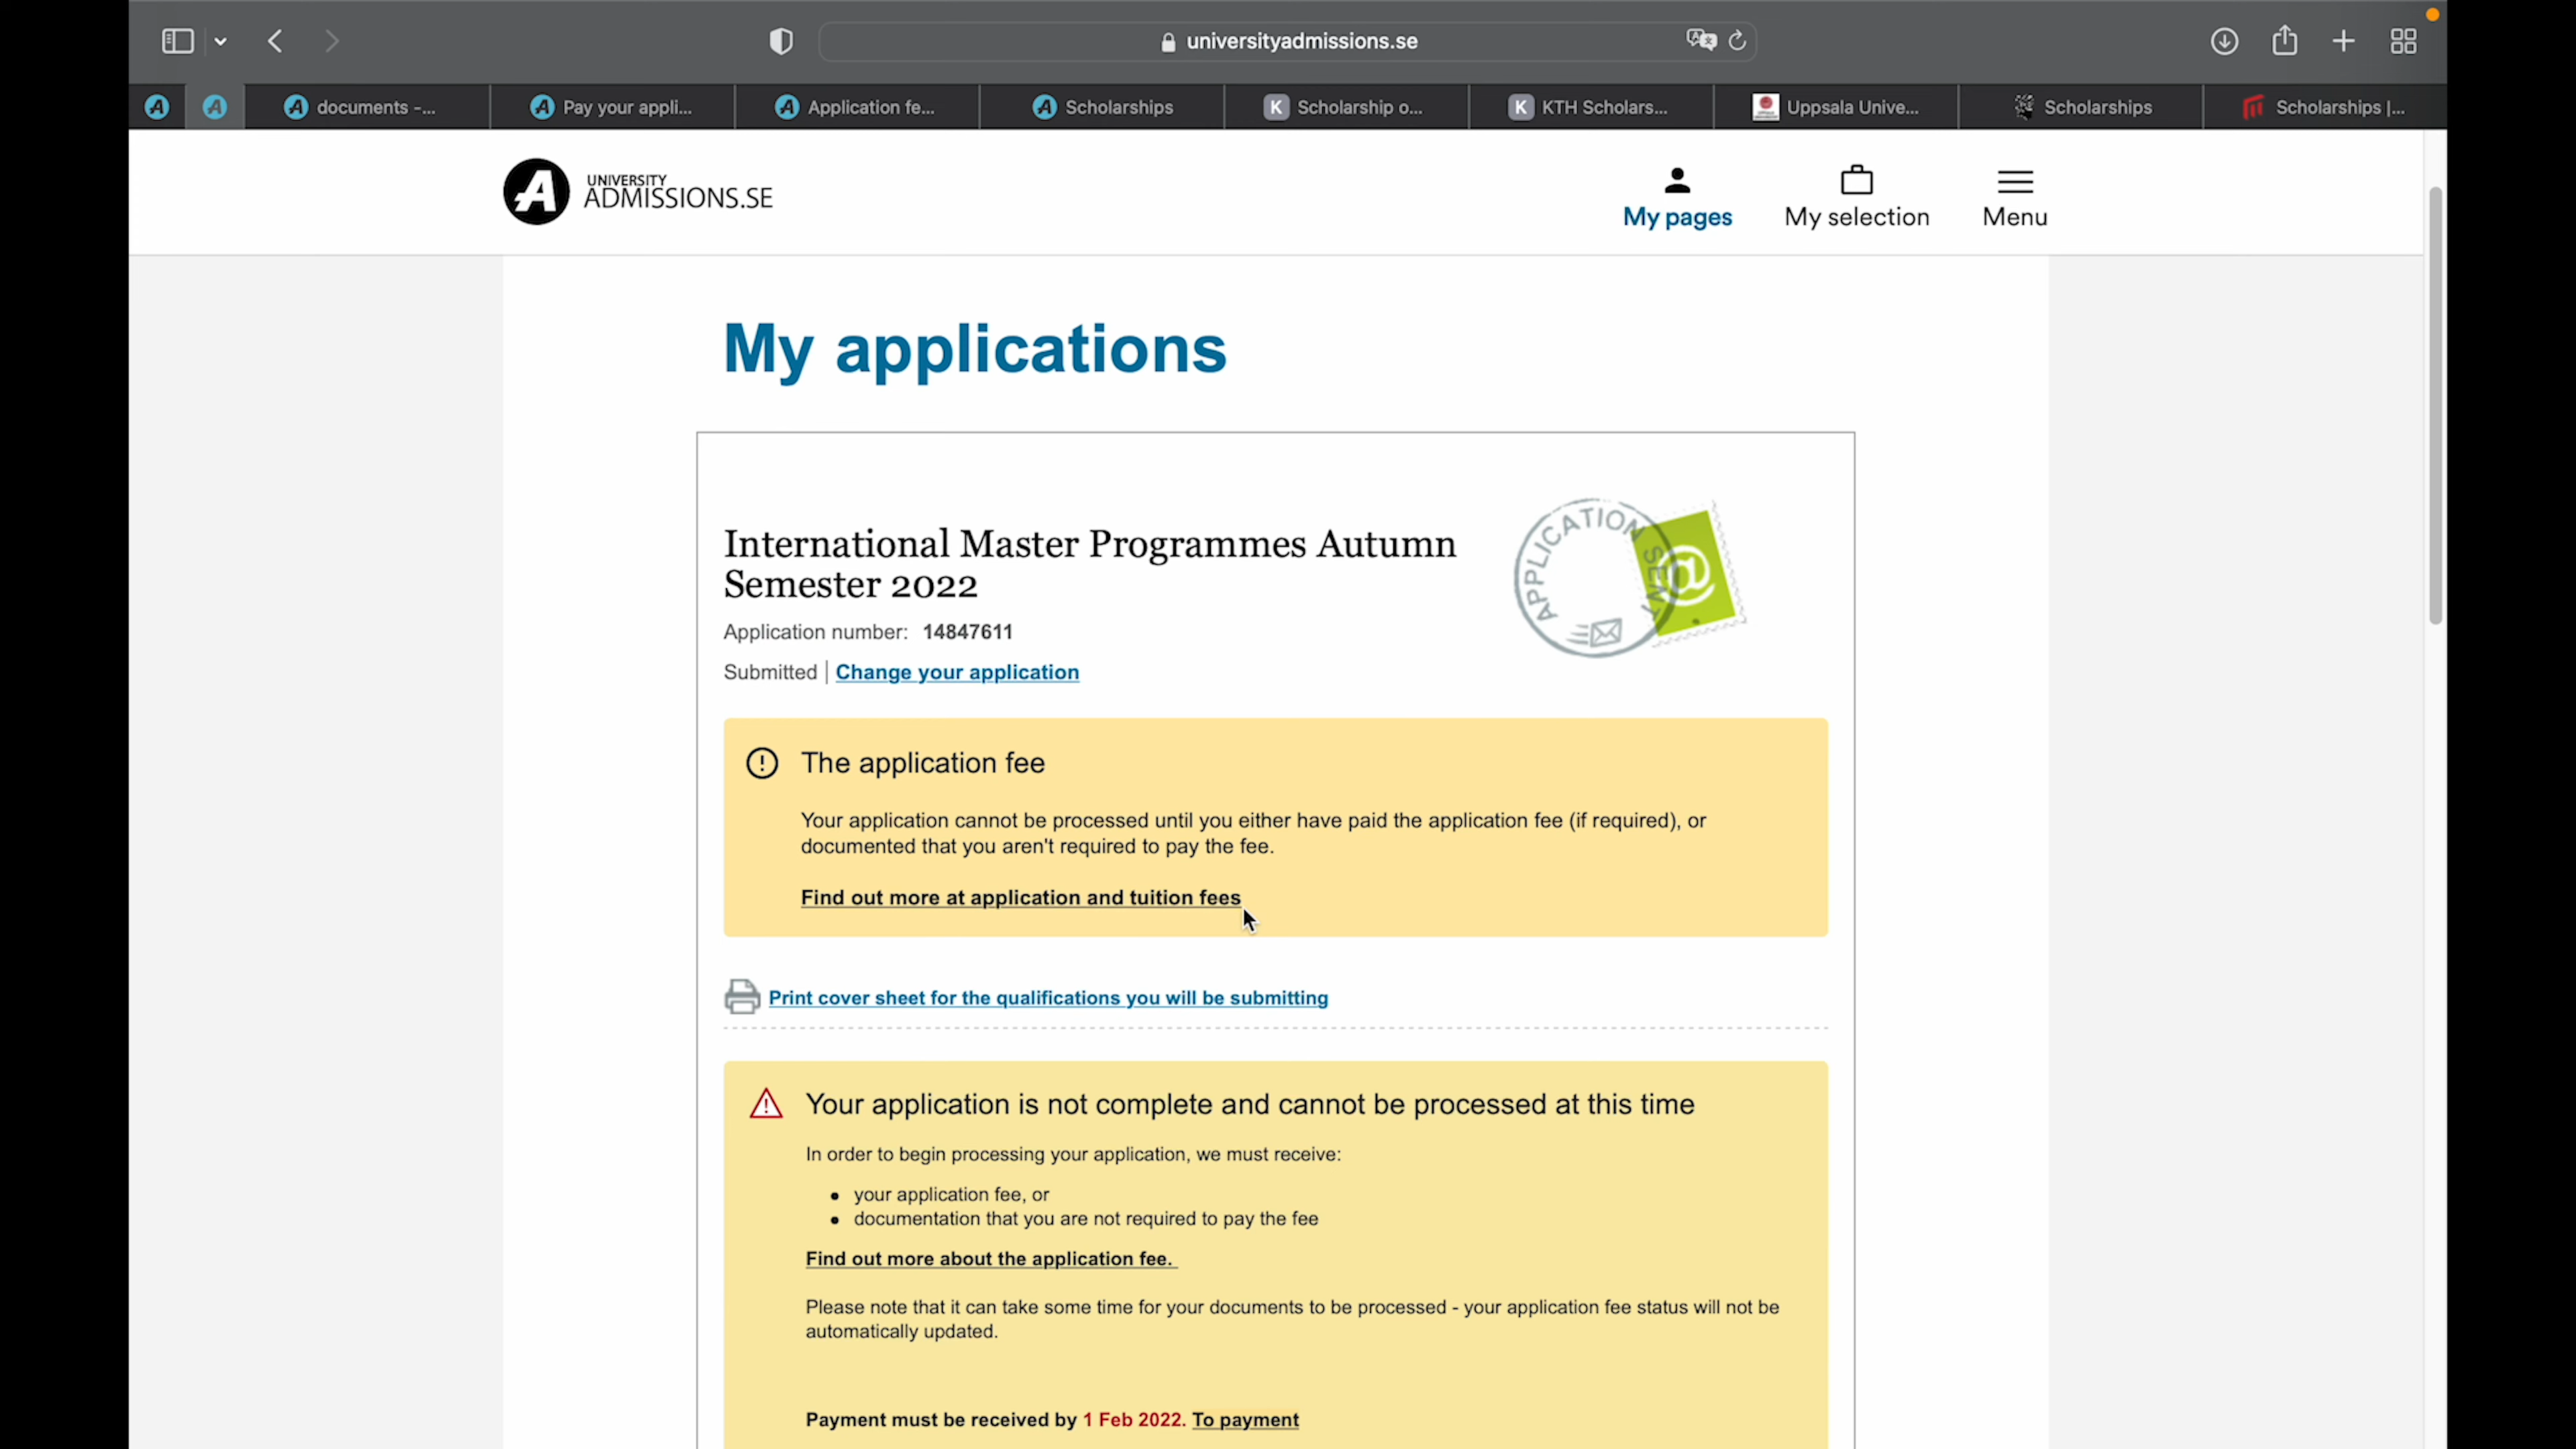 universityadmissions.se
documents -...
Pay your appli...
Application fe...
Scholarships
K Scholarship o...
K KTH Scholars...
Uppsala Unive...
Scholarships
Scholarships |...
A UNIVERSITY
ADMISSIONS.SE
My pages
My selection
Menu
My applications
International Master Programmes Autumn
Semester 2022
APPLICATION SENT
@
Application number: 14847611
Submitted | Change your application
The application fee
Your application cannot be processed until you either have paid the application fee (if required), or
documented that you aren't required to pay the fee.
Find out more at application and tuition fees
Print cover sheet for the qualifications you will be submitting
Your application is not complete and cannot be processed at this time
In order to begin processing your application, we must receive:
• your application fee, or
• documentation that you are not required to pay the fee
Find out more about the application fee.
Please note that it can take some time for your documents to be processed - your application fee status will not be
automatically updated.
Payment must be received by 1 Feb 2022. To payment